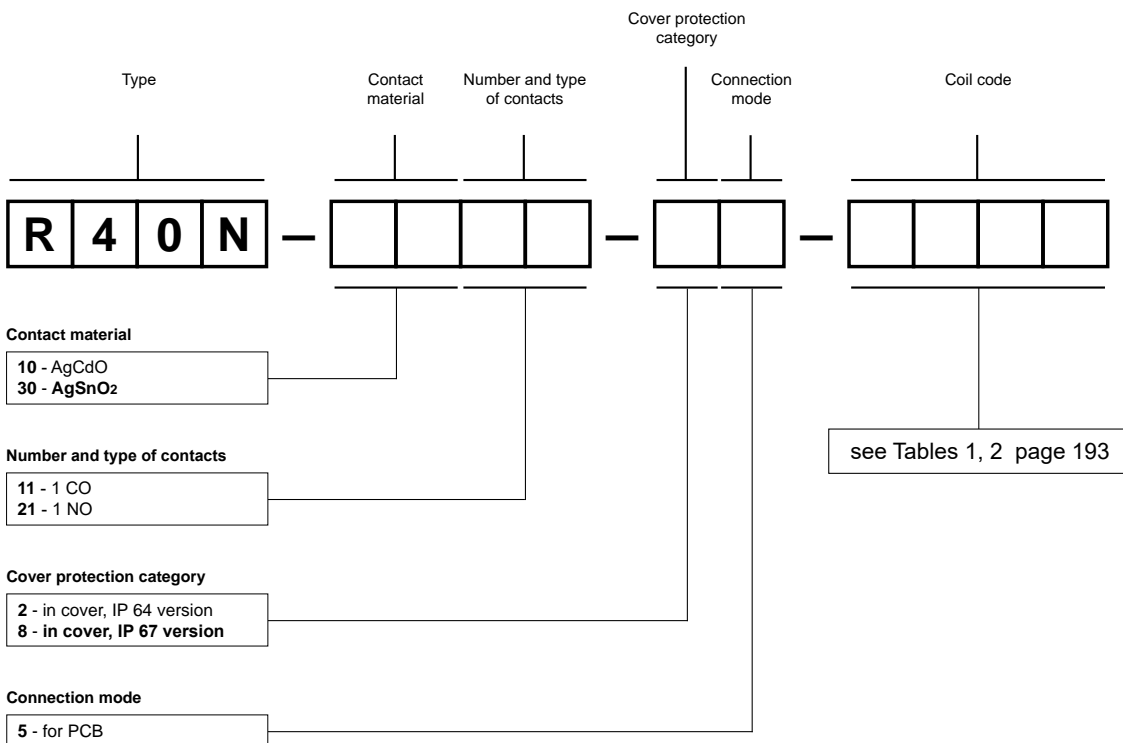 Cover protection
category
Type
Contact
material
Number and type
of contacts
Connection
mode
Coil code
R 4 0 N – – –
Contact material
10 - AgCdO
30 - AgSnO2
see Tables 1, 2 page 193
Number and type of contacts
11 - 1 CO
21 - 1 NO
Cover protection category
2 - in cover, IP 64 version
8 - in cover, IP 67 version
Connection mode
5 - for PCB